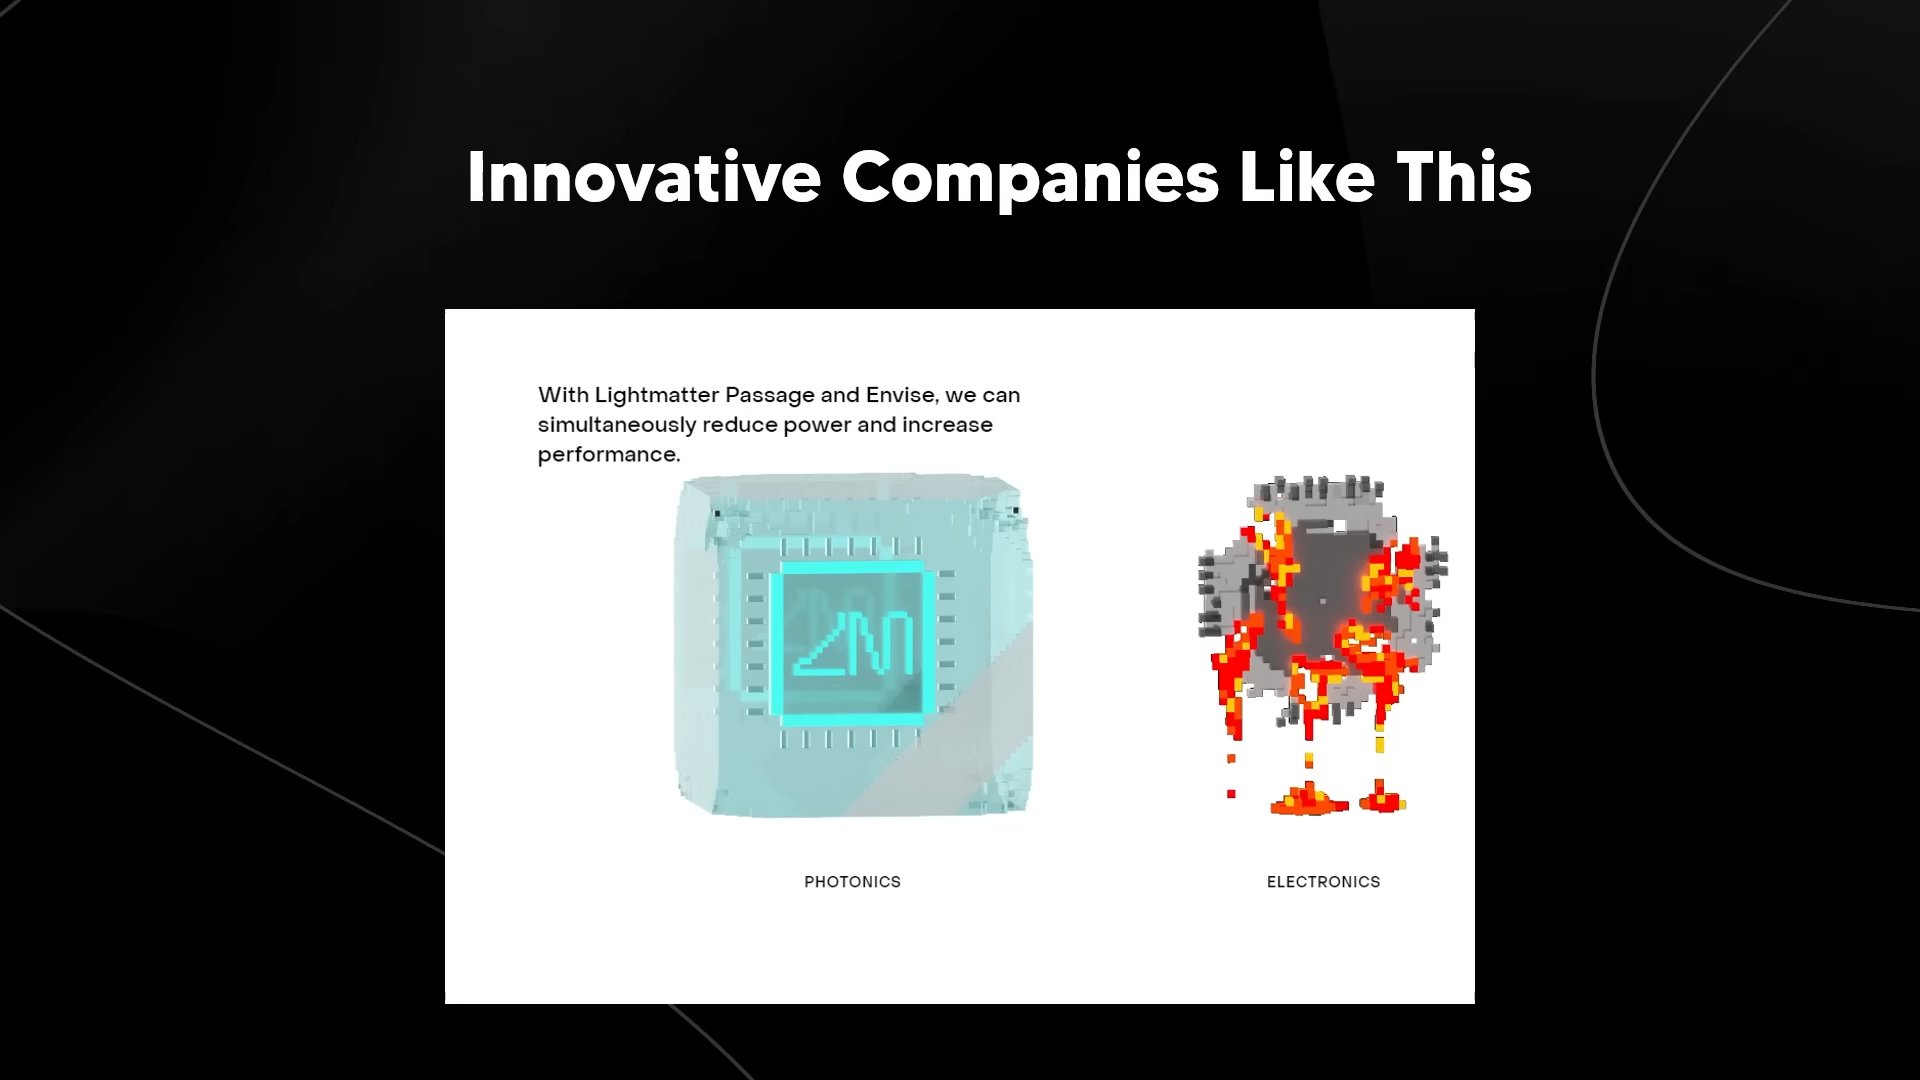 Innovative Companies Like This
With Lightmatter Passage and Envise, we can
simultaneously reduce power and increase
performance.
PHOTONICS
ELECTRONICS